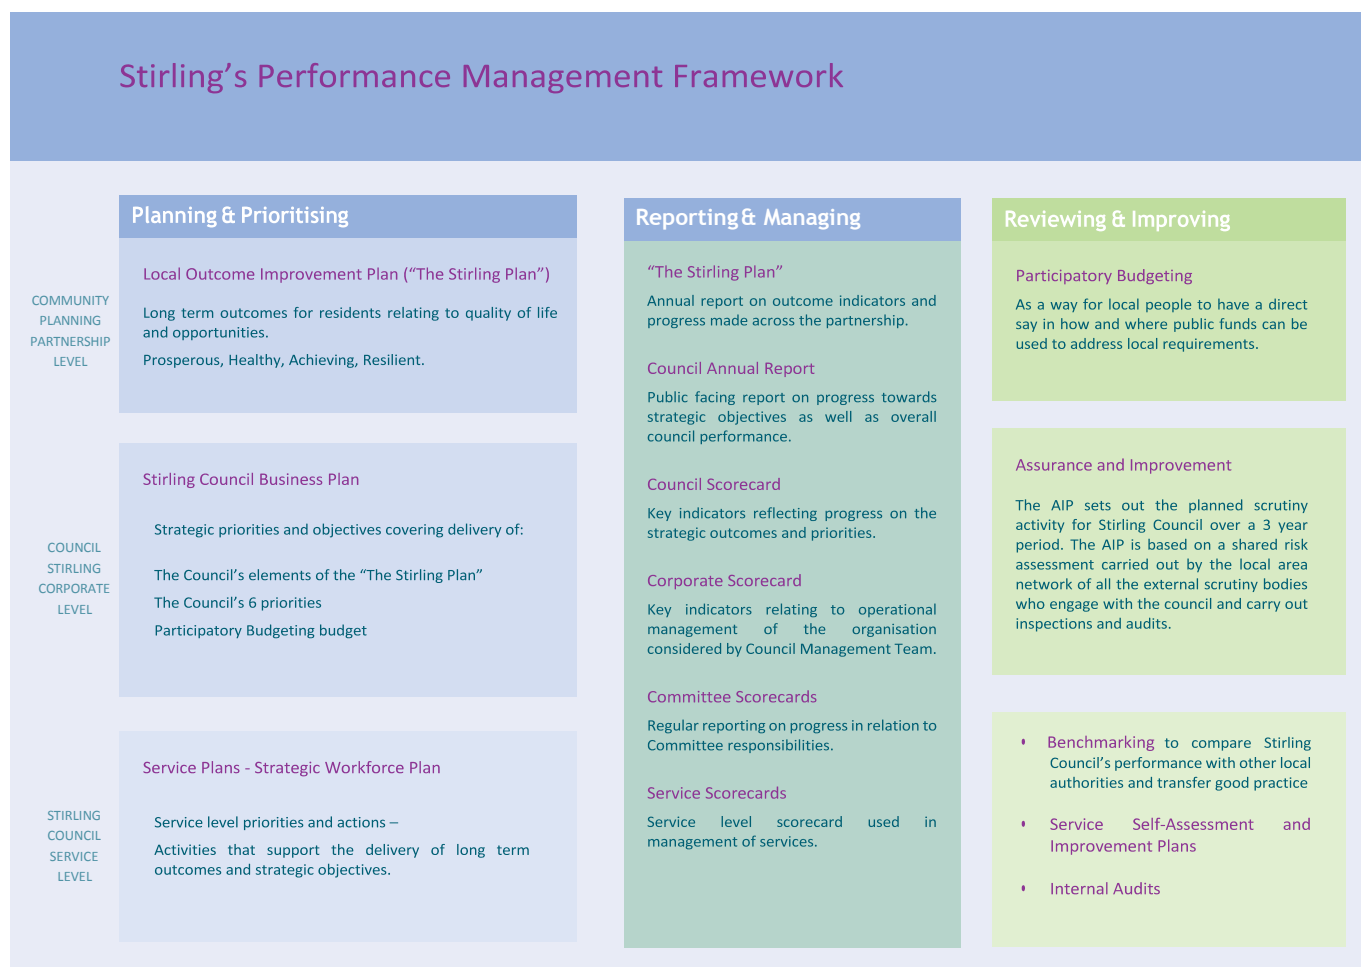 Stirling’s Performance Management Framework
Planning & Prioritising
COMMUNITY
PLANNING
PARTNERSHIP
LEVEL
Local Outcome Improvement Plan (“The Stirling Plan”)
Long term outcomes for residents relating to quality of life
and opportunities.
Prosperous, Healthy, Achieving, Resilient.
COUNCIL
STIRLING
CORPORATE
LEVEL
Stirling Council Business Plan
Strategic priorities and objectives covering delivery of:
The Council’s elements of the “The Stirling Plan”
The Council’s 6 priorities
Participatory Budgeting budget
STIRLING
COUNCIL
SERVICE
LEVEL
Service Plans - Strategic Workforce Plan
Service level priorities and actions –
Activities that support the delivery of long term
outcomes and strategic objectives.
Reporting & Managing
“The Stirling Plan”
Annual report on outcome indicators and
progress made across the partnership.
Council Annual Report
Public facing report on progress towards
strategic objectives as well as overall
council performance.
Council Scorecard
Key indicators reflecting progress on the
strategic outcomes and priorities.
Corporate Scorecard
Key indicators relating to operational
management of the organisation
considered by Council Management Team.
Committee Scorecards
Regular reporting on progress in relation to
Committee responsibilities.
Service Scorecards
Service level scorecard used in
management of services.
Reviewing & Improving
Participatory Budgeting
As a way for local people to have a direct
say in how and where public funds can be
used to address local requirements.
Assurance and Improvement
The AIP sets out the planned scrutiny
activity for Stirling Council over a 3 year
period. The AIP is based on a shared risk
assessment carried out by the local area
network of all the external scrutiny bodies
who engage with the council and carry out
inspections and audits.
• Benchmarking to compare Stirling
Council’s performance with other local
authorities and transfer good practice
• Service Self-Assessment and
Improvement Plans
• Internal Audits